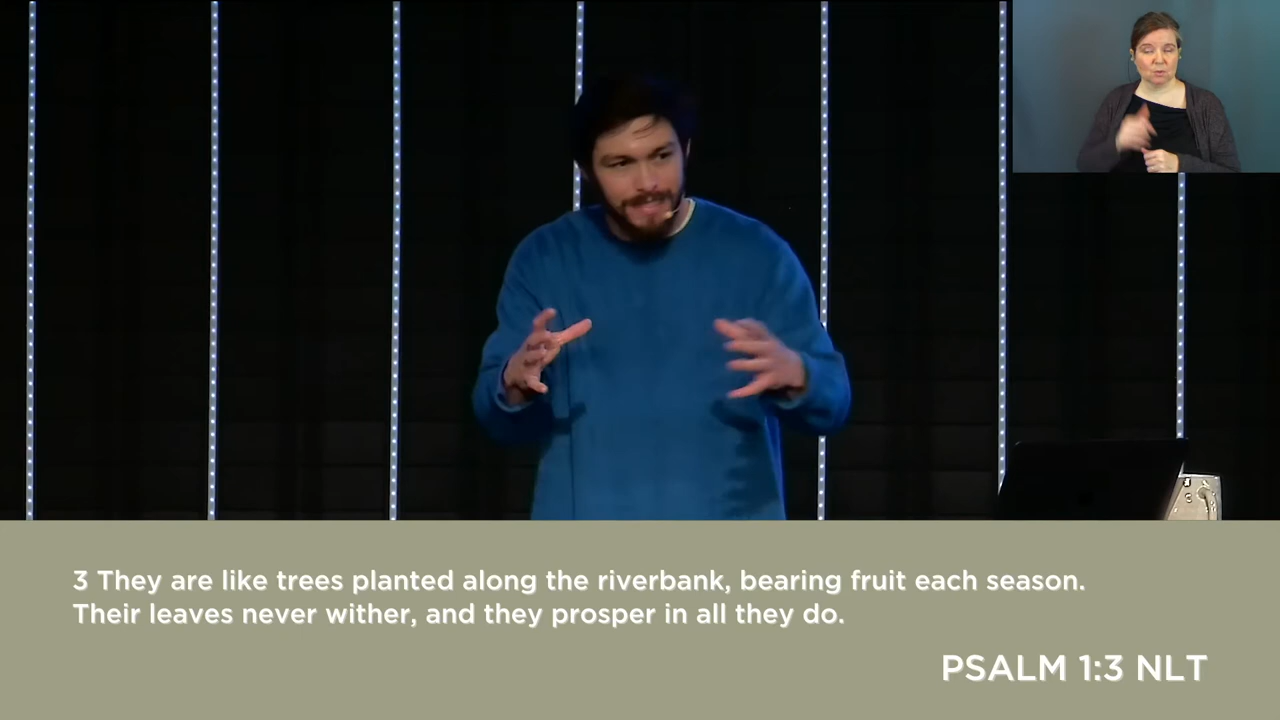 3 They are like trees planted along the riverbank, bearing fruit each season.
Their leaves never wither, and they prosper in all they do.
PSALM 1:3 NLT